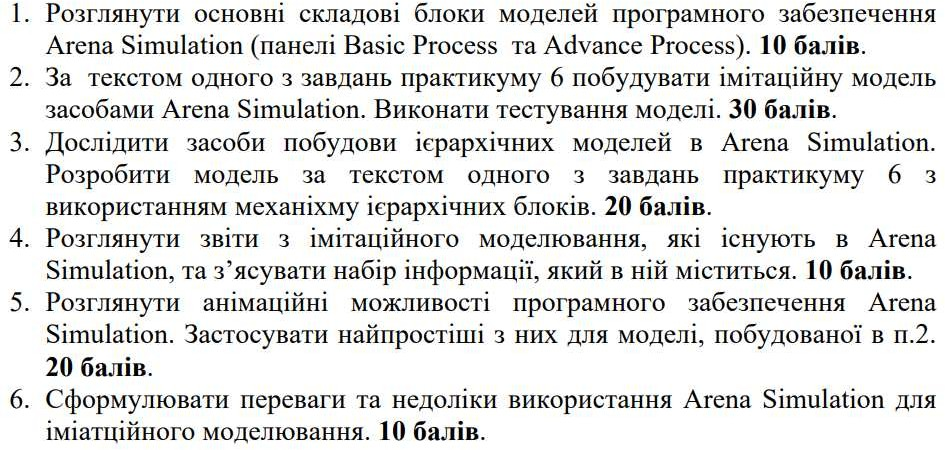 1. Розглянути основні складові блоки моделей програмного забезпечення
Arena Simulation (панелі Basic Process та Advance Process). 10 балів.
2. За текстом одного з завдань практикуму 6 побудувати імітаційну модель
засобами Arena Simulation. Виконати тестування моделі. 30 балів.
3. Дослідити засоби побудови ієрархічних моделей в Arena Simulation.
Розробити модель за текстом одного з завдань практикуму 6 з
використанням механіхму ієрархічних блоків. 20 балів.
4. Розглянути звіти з імітаційного моделювання, які існують в Arena
Simulation, та з’ясувати набір інформації, який в ній міститься. 10 балів.
5. Розглянути анімаційні можливості програмного забезпечення Arena
Simulation. Застосувати найпростіші з них для моделі, побудованої в п.2.
20 балів.
6. Сформулювати переваги та недоліки використання Arena Simulation для
іміатційного моделювання. 10 балів.